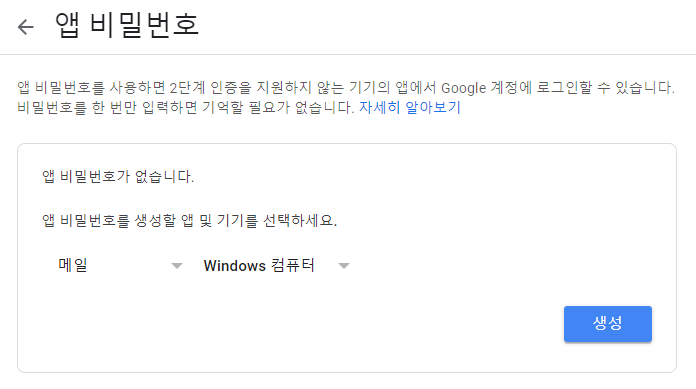 앱 비밀번호
앱 비밀번호를 사용하면 2단계 인증을 지원하지 않는 기기의 앱에서 Google 계정에 로그인할 수 있습니다.
비밀번호를 한 번만 입력하면 기억할 필요가 없습니다. 자세히 알아보기
앱 비밀번호가 없습니다.
앱 비밀번호를 생성할 앱 및 기기를 선택하세요.
메일 Windows 컴퓨터
생성